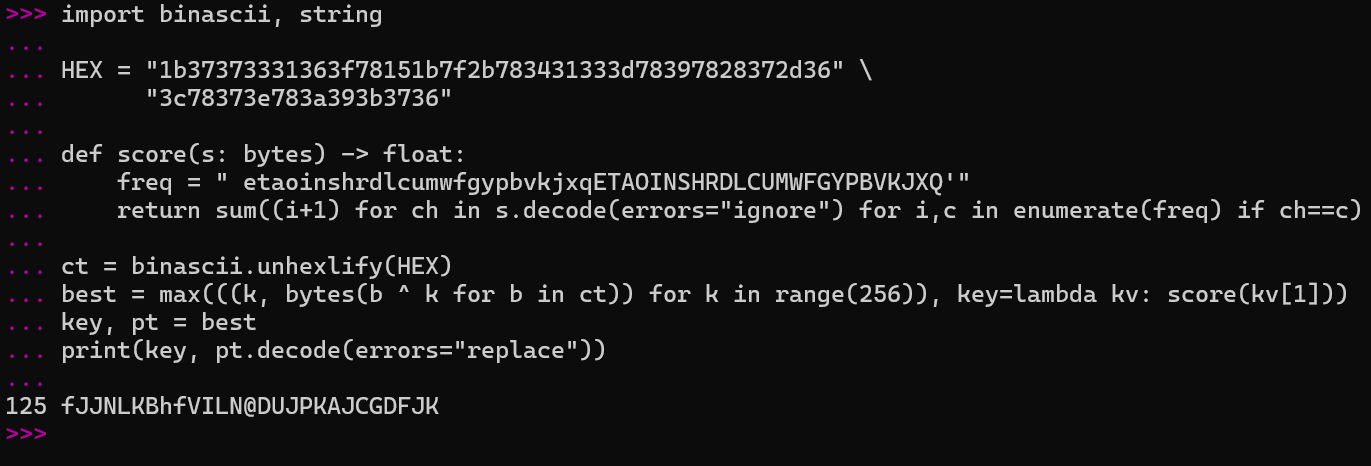 >>> import binascii, string
...
... HEX = "1b37373331363f78151b7f2b783431333d78397828372d36" \
...       "3c78373e783a393b3736"
...
... def score(s: bytes) -> float:
...     freq = " etaoinshrdlcumwfgypbvkjxqETAOINSHRDLCUMWFGYPBVKJXQ'"
...     return sum((i+1) for ch in s.decode(errors="ignore") for i,c in enumerate(freq) if ch==c)
...
... ct = binascii.unhexlify(HEX)
... best = max(((k, bytes(b ^ k for b in ct)) for k in range(256)), key=lambda kv: score(kv[1]))
... key, pt = best
... print(key, pt.decode(errors="replace"))
...
125 fJJNLKBhfVILN@DUJPKAJCGDFJK
>>>